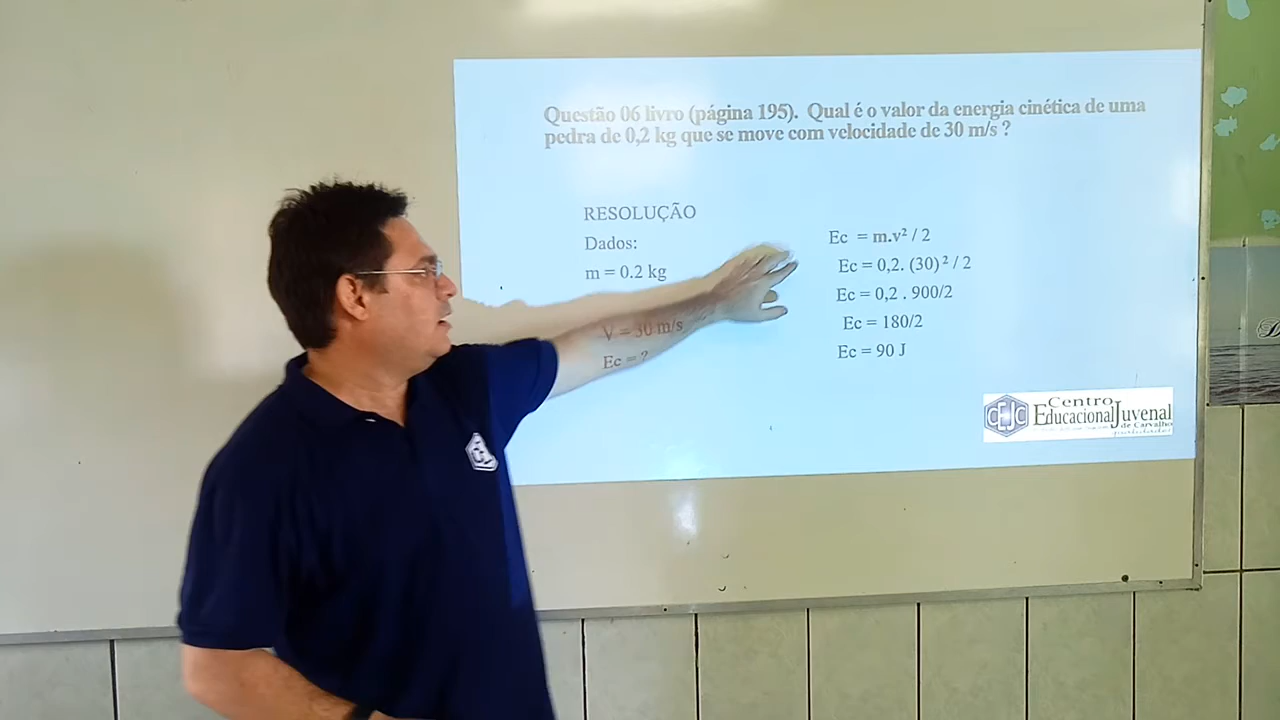 Questão 06 livro (página 195). Qual é o valor da energia cinética de uma
pedra de 0,2 kg que se move com velocidade de 30 m/s ?
RESOLUÇÃO
Dados:
m = 0.2 kg
V = 30 m/s
Ec = ?
Ec = m.v² / 2
Ec = 0,2. (30) ² / 2
Ec = 0,2 . 900/2
Ec = 180/2
Ec = 90 J
CEJC
Centro
Educacional Juvenal
de Carvalho